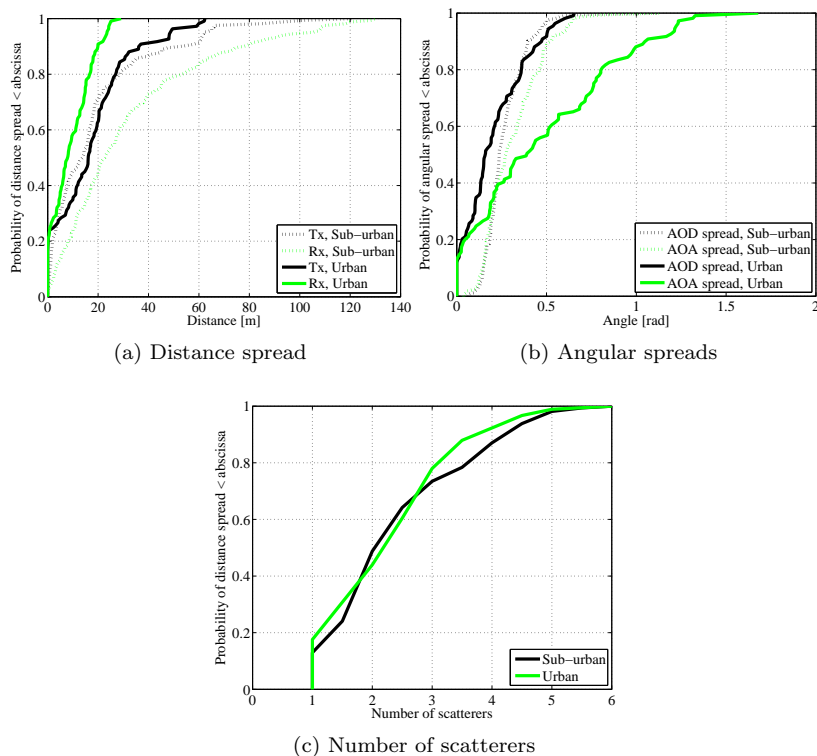 Probability of distance spread < abscissa
1
0.8
0.6
0.4
0.2
0
0 20 40 60 80 100 120 140
Distance [m]
Tx, Sub-urban
Rx, Sub-urban
Tx, Urban
Rx, Urban
(a) Distance spread
Probability of angular spread < abscissa
1
0.8
0.6
0.4
0.2
0
0 0.5 1 1.5 2
Angle [rad]
AOD spread, Sub-urban
AOA spread, Sub-urban
AOD spread, Urban
AOA spread, Urban
(b) Angular spreads
Probability of distance spread < abscissa
1
0.8
0.6
0.4
0.2
0
0 1 2 3 4 5 6
Number of scatterers
Sub-urban
Urban
(c) Number of scatterers